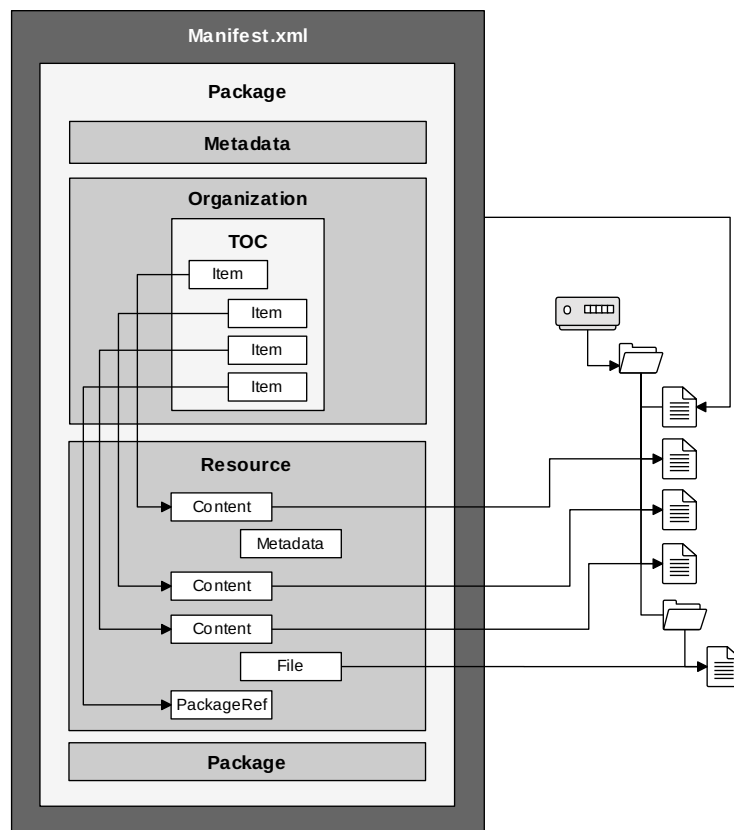 Manifest.xml
Package
Metadata
Organization
TOC
Item
Item
Item
Item
Resource
Content
Metadata
Content
Content
File
PackageRef
Package